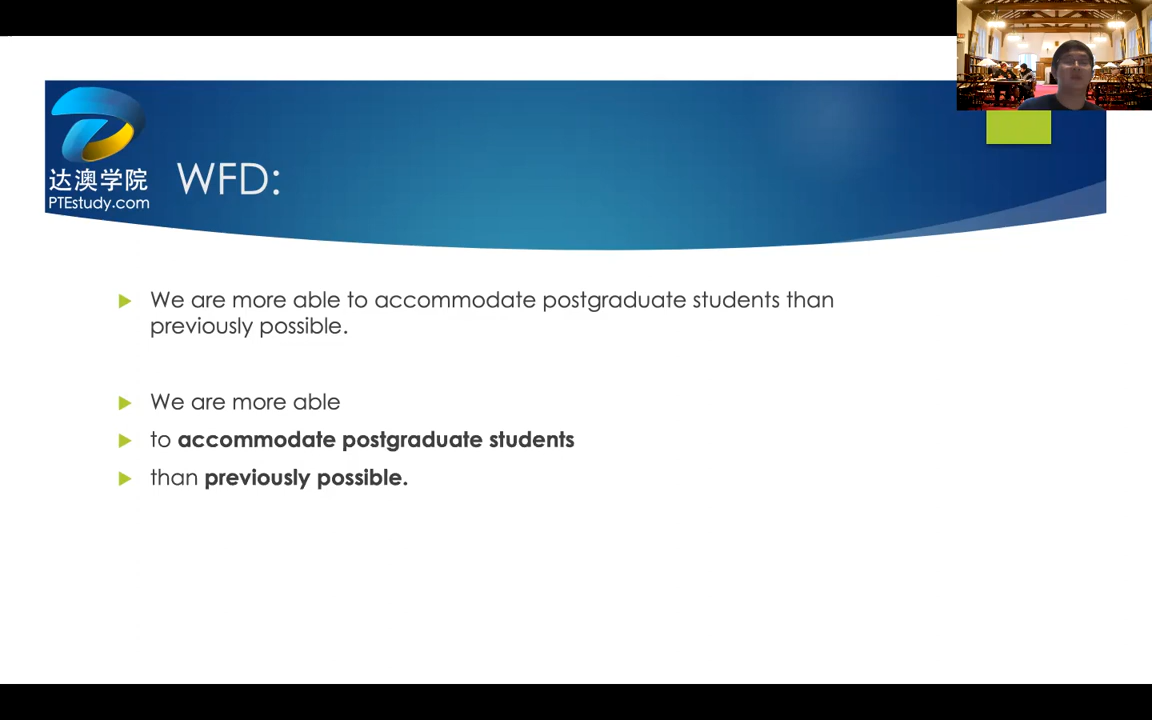 达澳学院
PTEstudy.com
WFD:
We are more able to accommodate postgraduate students than
previously possible.
We are more able
to accommodate postgraduate students
than previously possible.